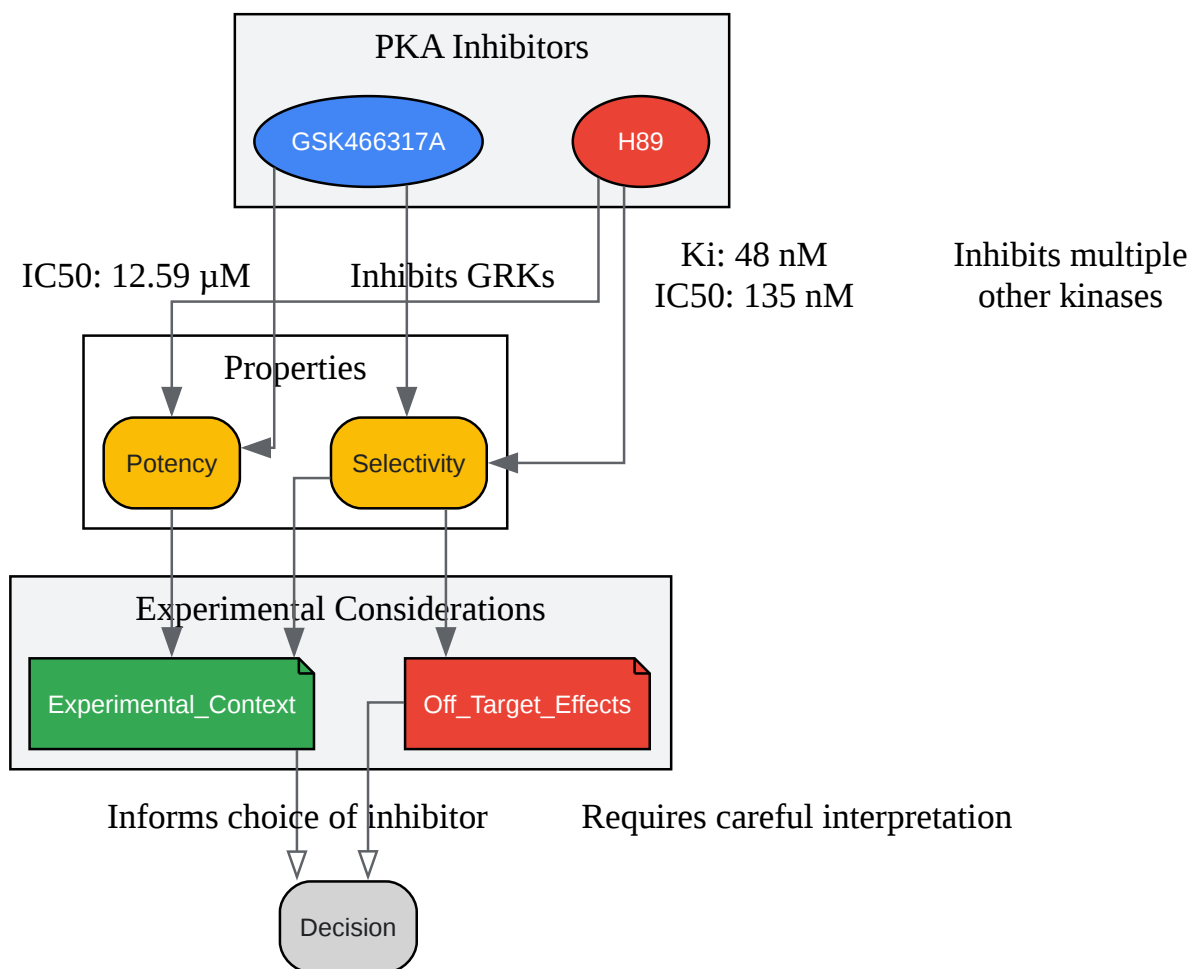 PKA Inhibitors
GSK466317A
H89
IC50: 12.59 µM
Inhibits GRKs
Ki: 48 nM
IC50: 135 nM
Inhibits multiple
other kinases
Properties
Potency
Selectivity
Experimental Considerations
Experimental_Context
Off_Target_Effects
Informs choice of inhibitor
Requires careful interpretation
Decision